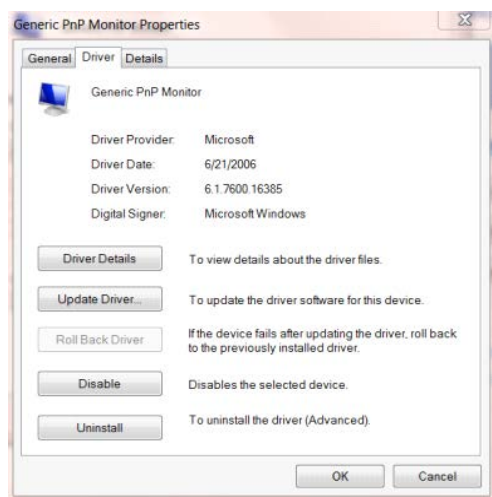 Generic PnP Monitor Properties
General Driver Details
Generic PnP Monitor
Driver Provider: Microsoft
Driver Date: 6/21/2006
Driver Version: 6.1.7600.16385
Digital Signer: Microsoft Windows
Driver Details To view details about the driver files.
Update Driver... To update the driver software for this device.
Roll Back Driver If the device fails after updating the driver, roll back
to the previously installed driver.
Disable Disables the selected device.
Uninstall To uninstall the driver (Advanced).
OK Cancel